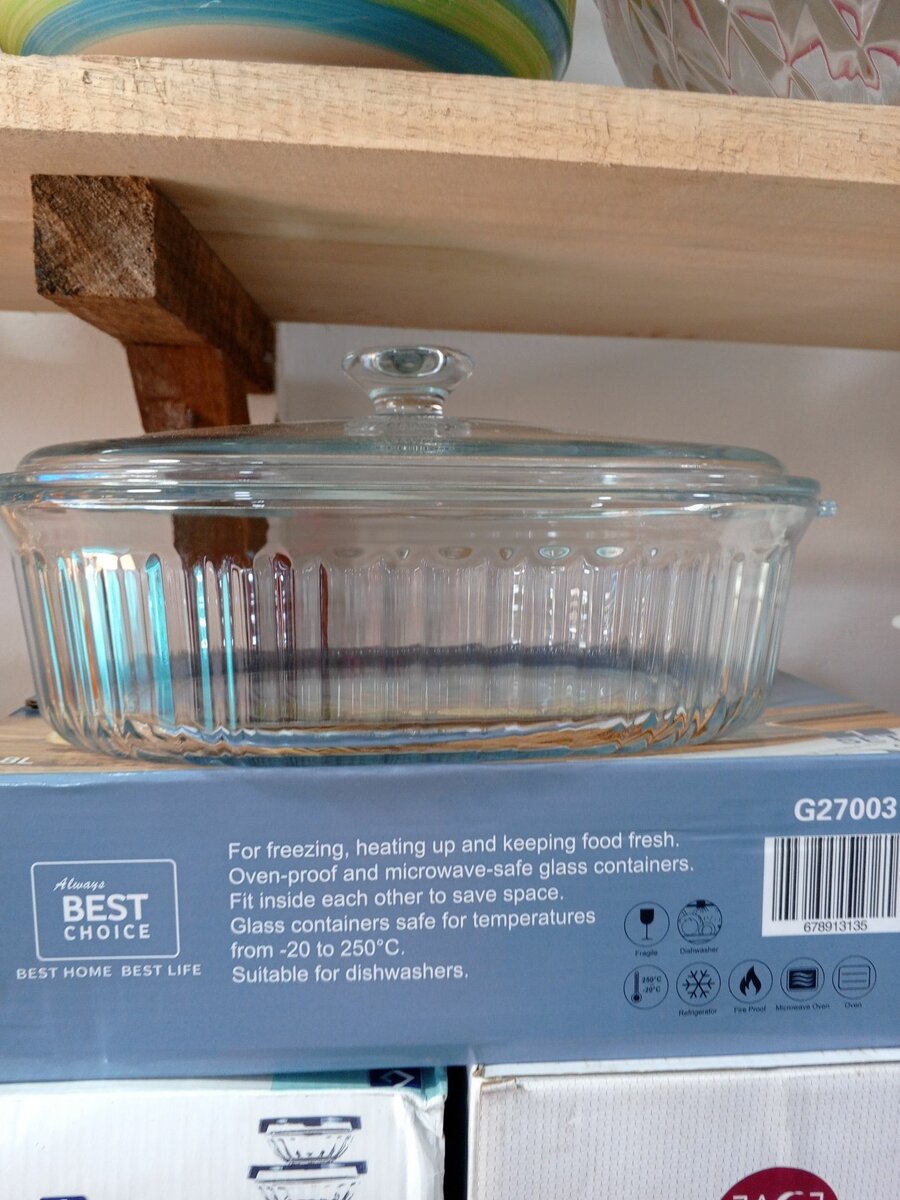 G27003
For freezing, heating up and keeping food fresh.
Oven-proof and microwave-safe glass containers.
Fit inside each other to save space.
Glass containers safe for temperatures
from -20 to 250°C.
Suitable for dishwashers.
Always
BEST
CHOICE
BEST HOME BEST LIFE
678913135
Fragile
Dishwasher
250°C
-20°C
Refrigerator
Fire Proof
Microwave Oven
Oven